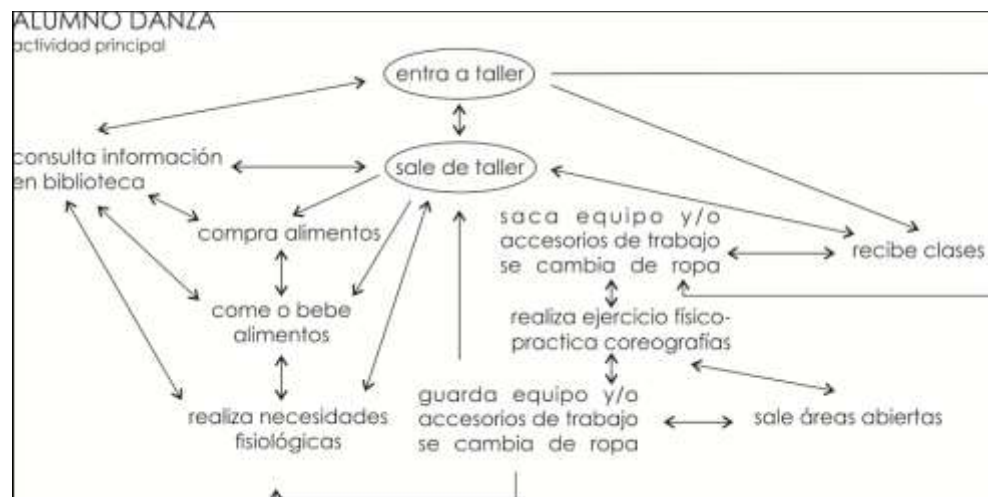 ALUMNO DANZA
actividad principal
entra a taller
consulta información
en biblioteca
sale de taller
compra alimentos
saca equipo y/o
accesorios de trabajo
se cambia de ropa
recibe clases
come o bebe
alimentos
realiza ejercicio físico-
practica coreografías
realiza necesidades
fisiológicas
guarda equipo y/o
accesorios de trabajo
se cambia de ropa
sale áreas abiertas